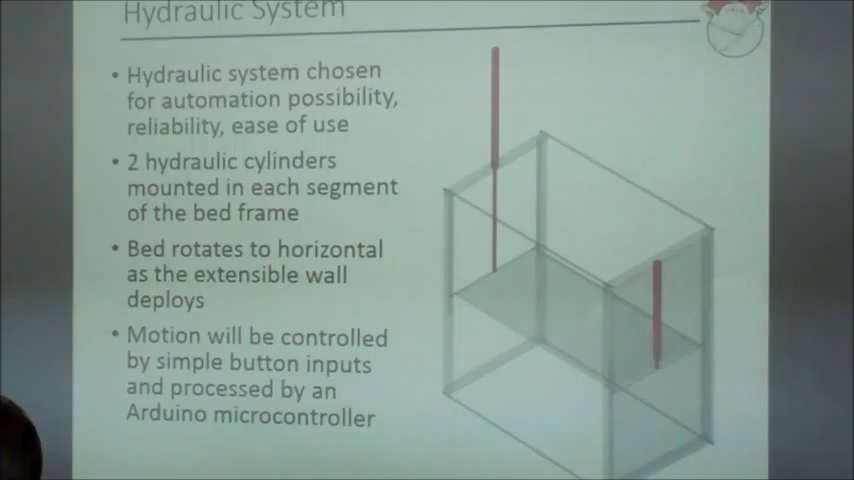 Hydraulic System
• Hydraulic system chosen
for automation possibility,
reliability, ease of use
• 2 hydraulic cylinders
mounted in each segment
of the bed frame
• Bed rotates to horizontal
as the extensible wall
deploys
• Motion will be controlled
by simple button inputs
and processed by an
Arduino microcontroller